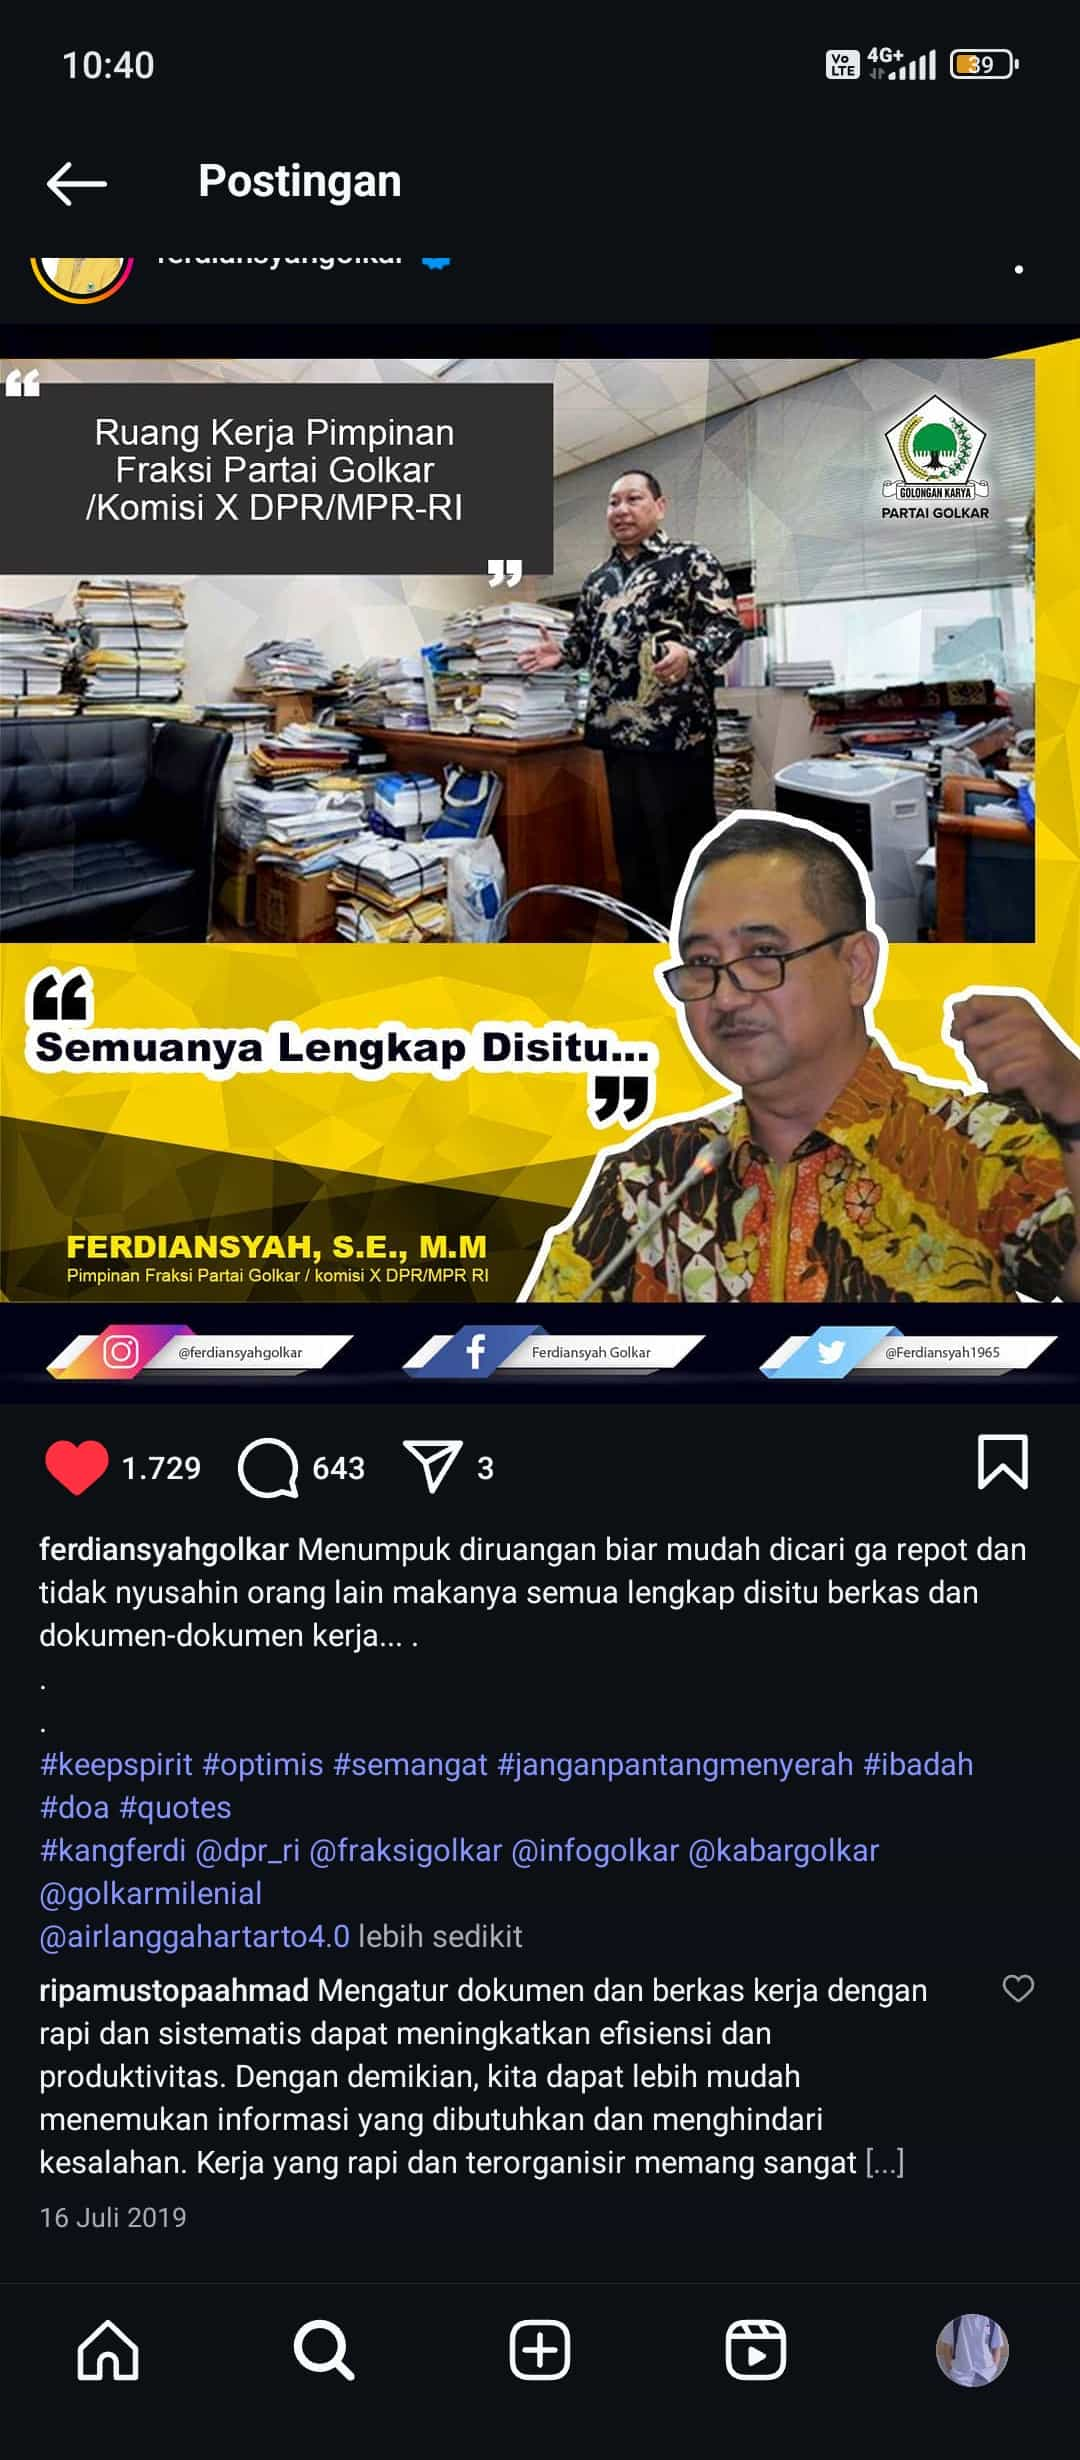 10:40
Vo LTE 4G+ 39
Postingan
ferdiansyahgolkar
“
Ruang Kerja Pimpinan
Fraksi Partai Golkar
/Komisi X DPR/MPR-RI
”
GOLONGAN KARYA
PARTAI GOLKAR
“
Semuanya Lengkap Disitu...
”
FERDIANSYAH, S.E., M.M
Pimpinan Fraksi Partai Golkar / komisi X DPR/MPR RI
@ferdiansyahgolkar
Ferdiansyah Golkar
@Ferdiansyah1965
1.729 643 3
ferdiansyahgolkar Menumpuk diruangan biar mudah dicari ga repot dan
tidak nyusahin orang lain makanya semua lengkap disitu berkas dan
dokumen-dokumen kerja... .
.
.
#keepspirit #optimis #semangat #janganpantangmenyerah #ibadah
#doa #quotes
#kangferdi @dpr_ri @fraksigolkar @infogolkar @kabargolkar
@golkarmilenial
@airlanggahartarto4.0 lebih sedikit
ripamustopaahmad Mengatur dokumen dan berkas kerja dengan
rapi dan sistematis dapat meningkatkan efisiensi dan
produktivitas. Dengan demikian, kita dapat lebih mudah
menemukan informasi yang dibutuhkan dan menghindari
kesalahan. Kerja yang rapi dan terorganisir memang sangat [...]
16 Juli 2019